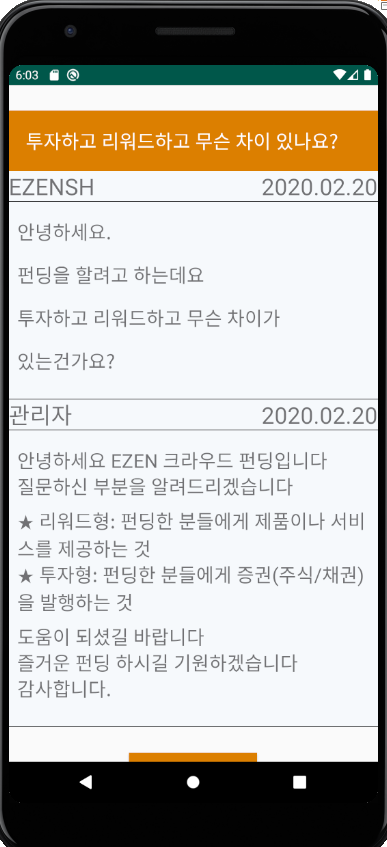 6:03
투자하고 리워드하고 무슨 차이 있나요?
EZENSH 2020.02.20
안녕하세요.
펀딩을 할려고 하는데요
투자하고 리워드하고 무슨 차이가
있는건가요?
관리자 2020.02.20
안녕하세요 EZEN 크라우드 펀딩입니다
질문하신 부분을 알려드리겠습니다
★ 리워드형: 펀딩한 분들에게 제품이나 서비
스를 제공하는 것
★ 투자형: 펀딩한 분들에게 증권(주식/채권)
을 발행하는 것
도움이 되셨길 바랍니다
즐거운 펀딩 하시길 기원하겠습니다
감사합니다.